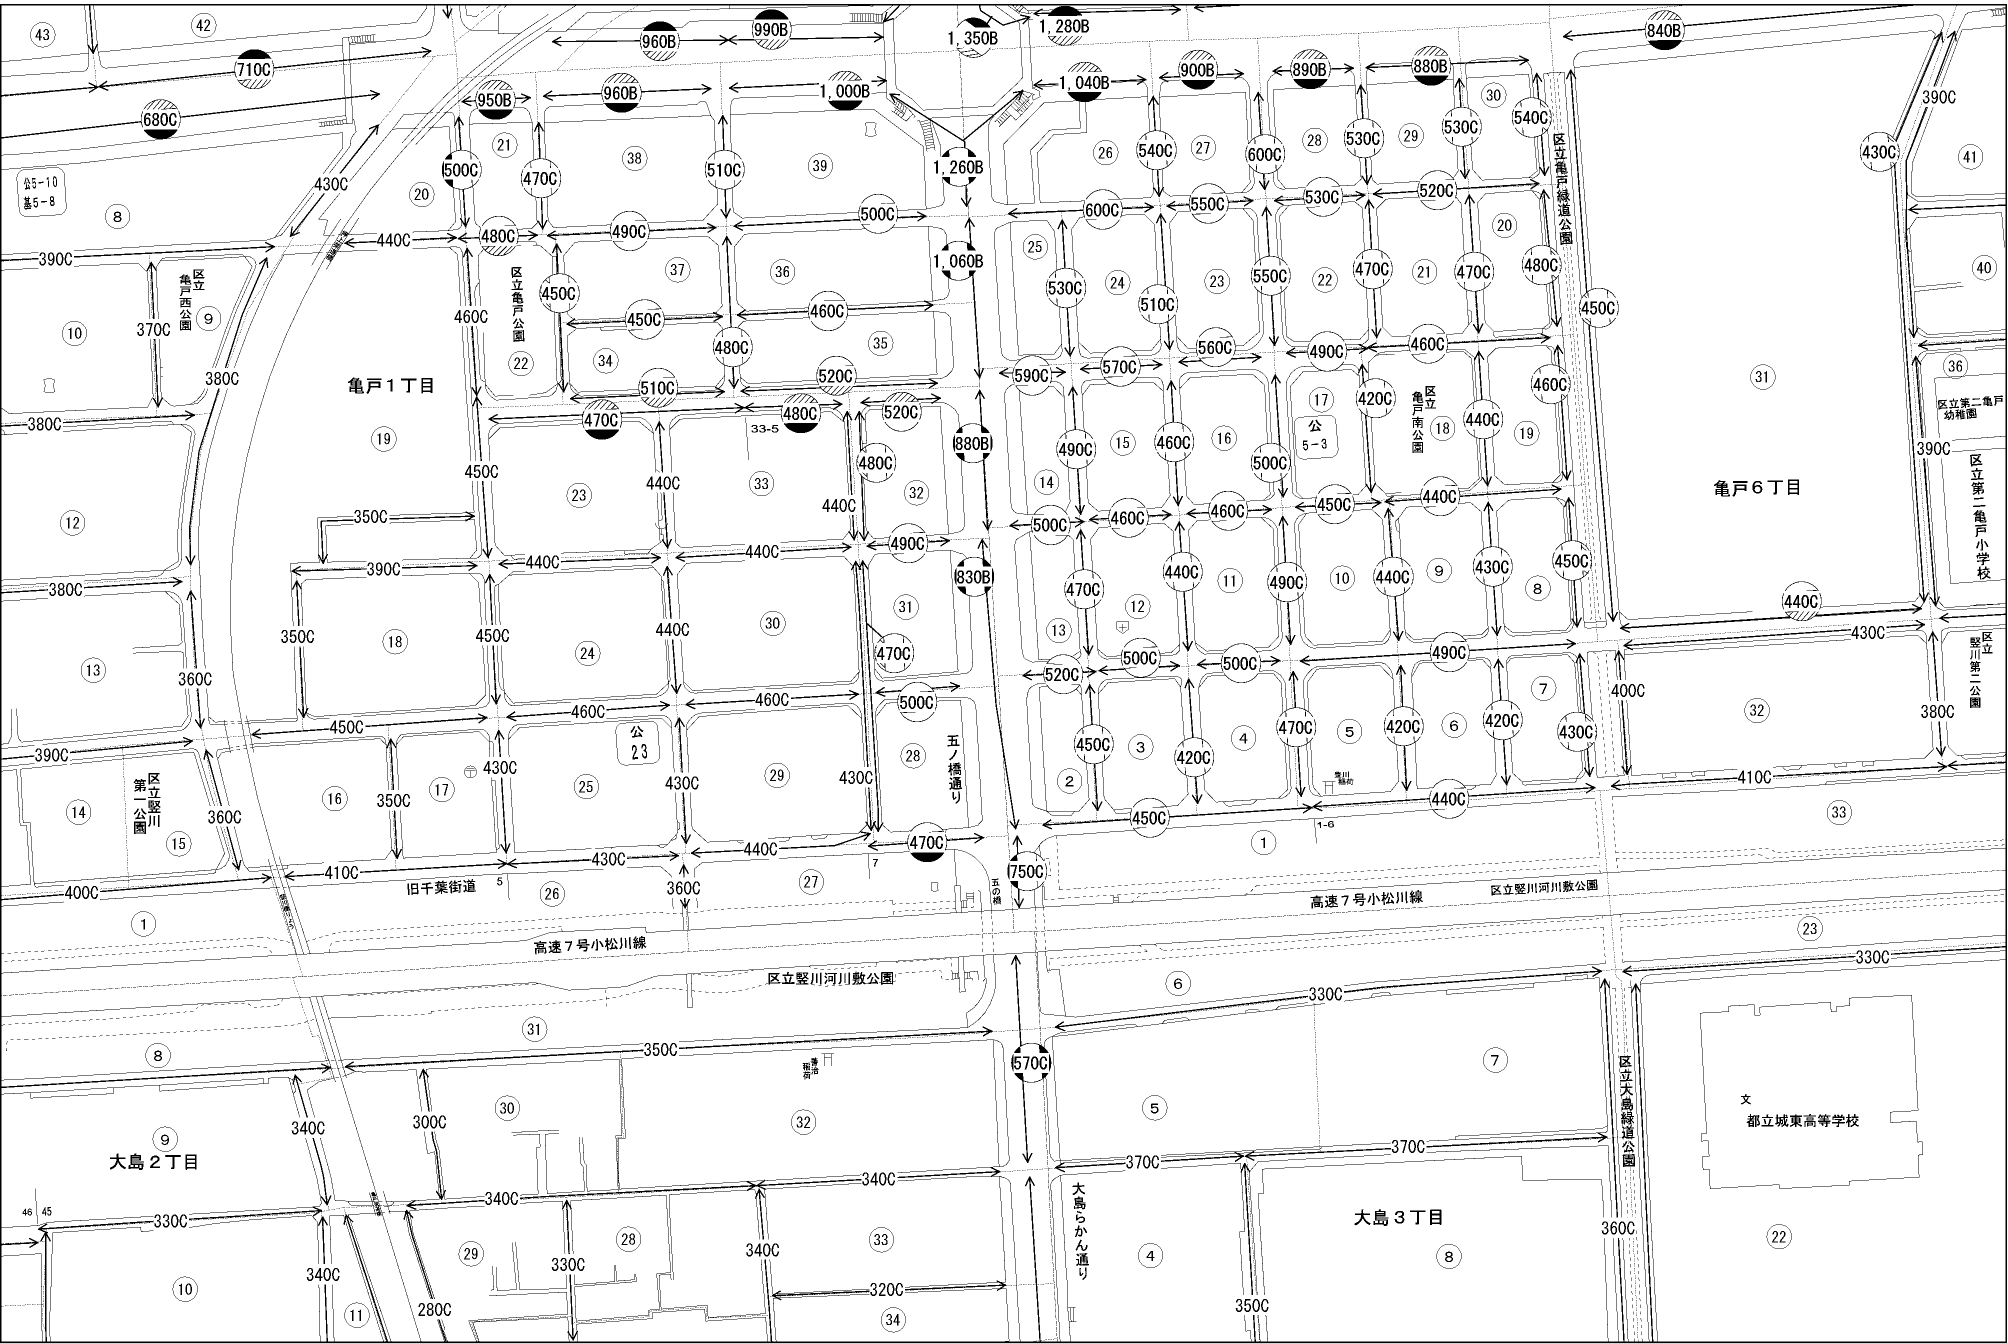 43
42
960B
990B
1,350B
1,280B
840B
710C
950B
960B
1,000B
1,040B
900B
890B
880B
30
680C
390C
540C
21
38
39
26
540C
27
600C
28
530C
29
530C
430C
41
公5-10
基5-8
8
430C
20
500C
470C
510C
1,260B
区立亀戸緑道公園
390C
440C
480C
490C
500C
600C
550C
530C
520C
20
区立
亀戸西公園
9
10
370C
380C
460C
区立亀戸公園
450C
37
36
1,060B
25
530C
24
510C
23
550C
22
470C
21
470C
480C
450C
40
450C
460C
480C
34
22
35
亀戸1丁目
510C
520C
590C
570C
560C
490C
460C
460C
31
36
区立第二亀戸
幼稚園
380C
19
470C
480C
520C
33-5
880B
17
420C
区立
亀戸南公園
18
440C
19
公
5-3
450C
23
440C
33
440C
480C
32
14
490C
15
460C
16
500C
390C
区立第二亀戸小学校
亀戸6丁目
12
350C
500C
460C
460C
450C
440C
390C
440C
440C
490C
380C
830B
470C
440C
11
490C
10
440C
9
430C
8
450C
440C
430C
350C
18
450C
24
440C
30
31
470C
13
12
500C
500C
490C
区立
竪川第二公園
13
360C
450C
460C
460C
500C
520C
390C
公
23
430C
17
16
350C
25
430C
29
430C
28
五ノ橋通り
2
450C
3
420C
4
470C
5
420C
6
420C
7
430C
400C
32
380C
410C
14
区立竪川
第一公園
15
360C
豊川
稲荷
450C
440C
1-6
1
33
400C
410C
430C
440C
470C
7
5
旧千葉街道
26
360C
27
五の橋
750C
1
高速7号小松川線
高速7号小松川線
区立竪川河川敷公園
区立竪川河川敷公園
23
330C
6
330C
31
8
350C
570C
7
5
9
大島2丁目
340C
300C
30
32
370C
370C
区立大島緑道公園
文
都立城東高等学校
46 45
330C
340C
340C
大島らかん通り
大島3丁目
10
340C
11
280C
29
330C
28
340C
33
320C
34
4
350C
8
360C
22